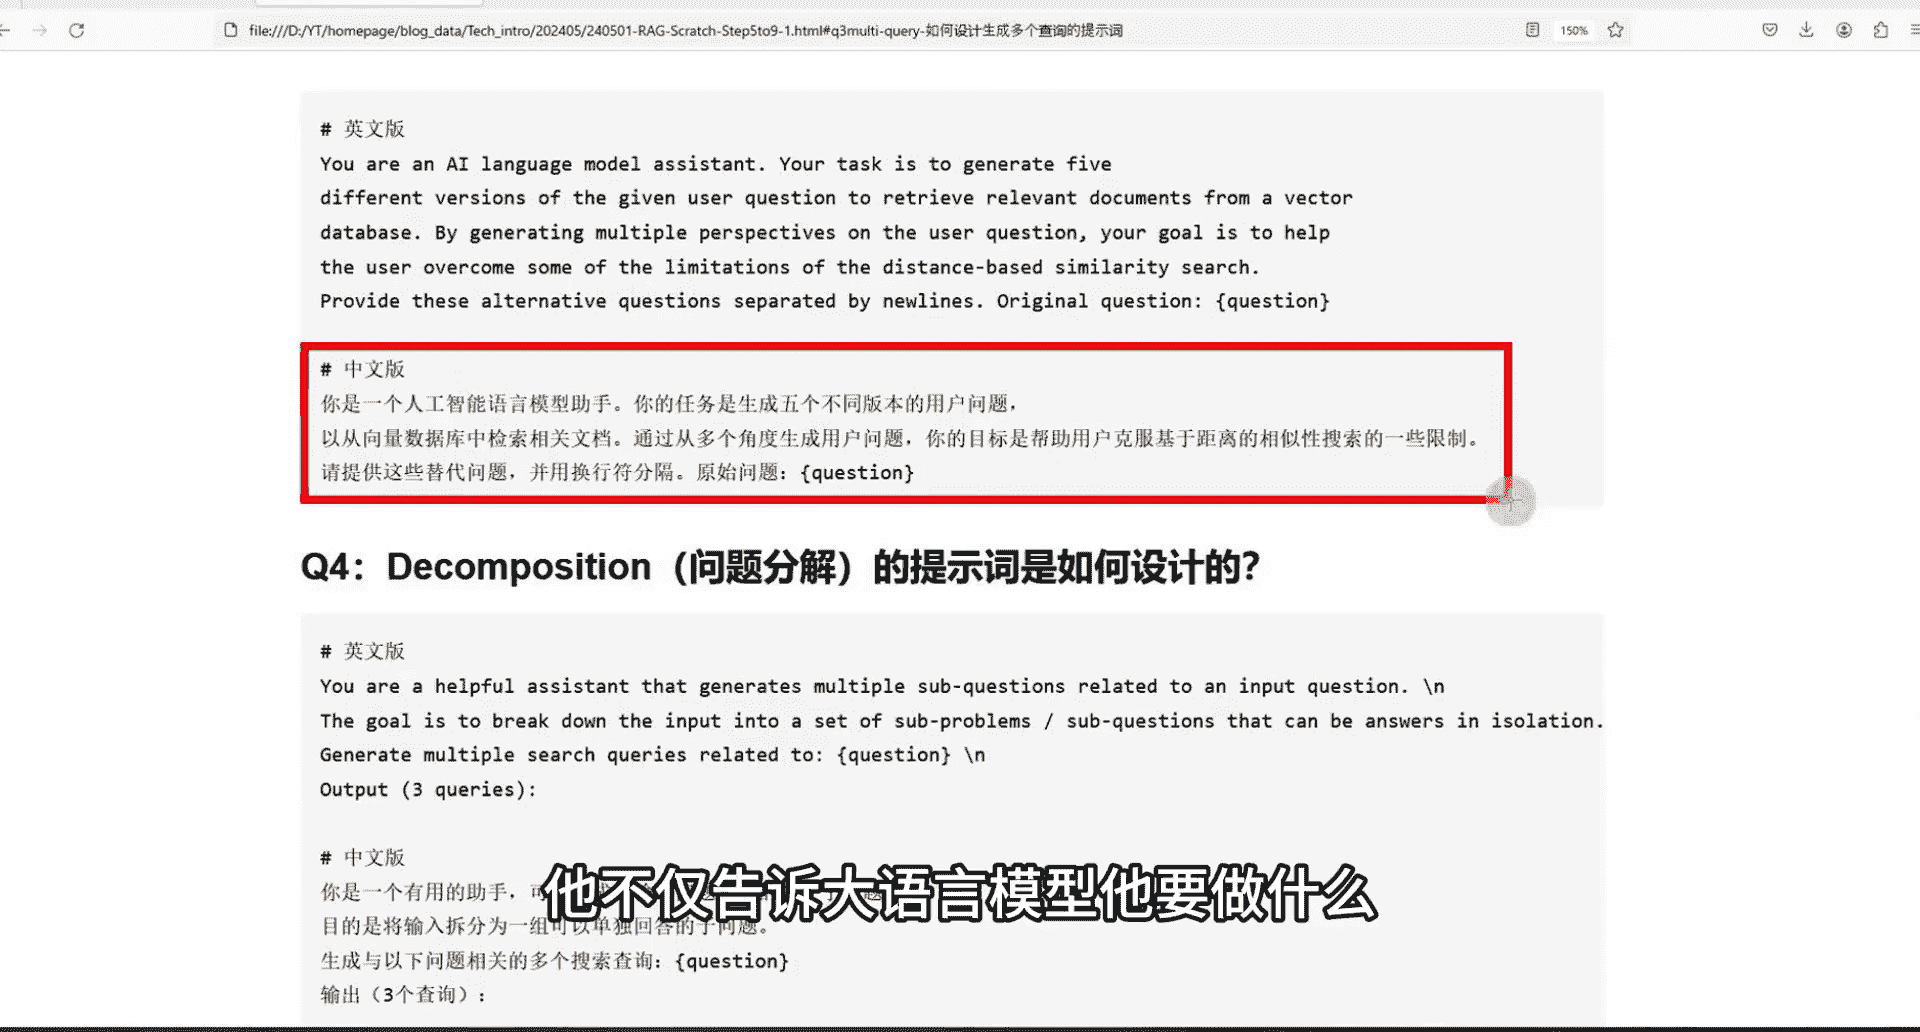 file:///D:/YT/homepage/blog_data/Tech_intro/202405/240501-RAG-Scratch-Step5to9-1.html#q3multi-query-如何设计生成多个查询的提示词
150%
# 英文版
You are an AI language model assistant. Your task is to generate five
different versions of the given user question to retrieve relevant documents from a vector
database. By generating multiple perspectives on the user question, your goal is to help
the user overcome some of the limitations of the distance-based similarity search.
Provide these alternative questions separated by newlines. Original question: {question}
# 中文版
你是一个人工智能语言模型助手。你的任务是生成五个不同版本的用户问题，
以从向量数据库中检索相关文档。通过从多个角度生成用户问题，你的目标是帮助用户克服基于距离的相似性搜索的一些限制。
请提供这些替代问题，并用换行符分隔。原始问题：{question}
Q4：Decomposition（问题分解）的提示词是如何设计的？
# 英文版
You are a helpful assistant that generates multiple sub-questions related to an input question. \n
The goal is to break down the input into a set of sub-problems / sub-questions that can be answers in isolation.
Generate multiple search queries related to: {question} \n
Output (3 queries):
# 中文版
你是一个有用的助手，可
他不仅告诉大语言模型他要做什么
目的是将输入拆分为一组可以单独回答的子问题。
生成与以下问题相关的多个搜索查询：{question}
输出（3个查询）：